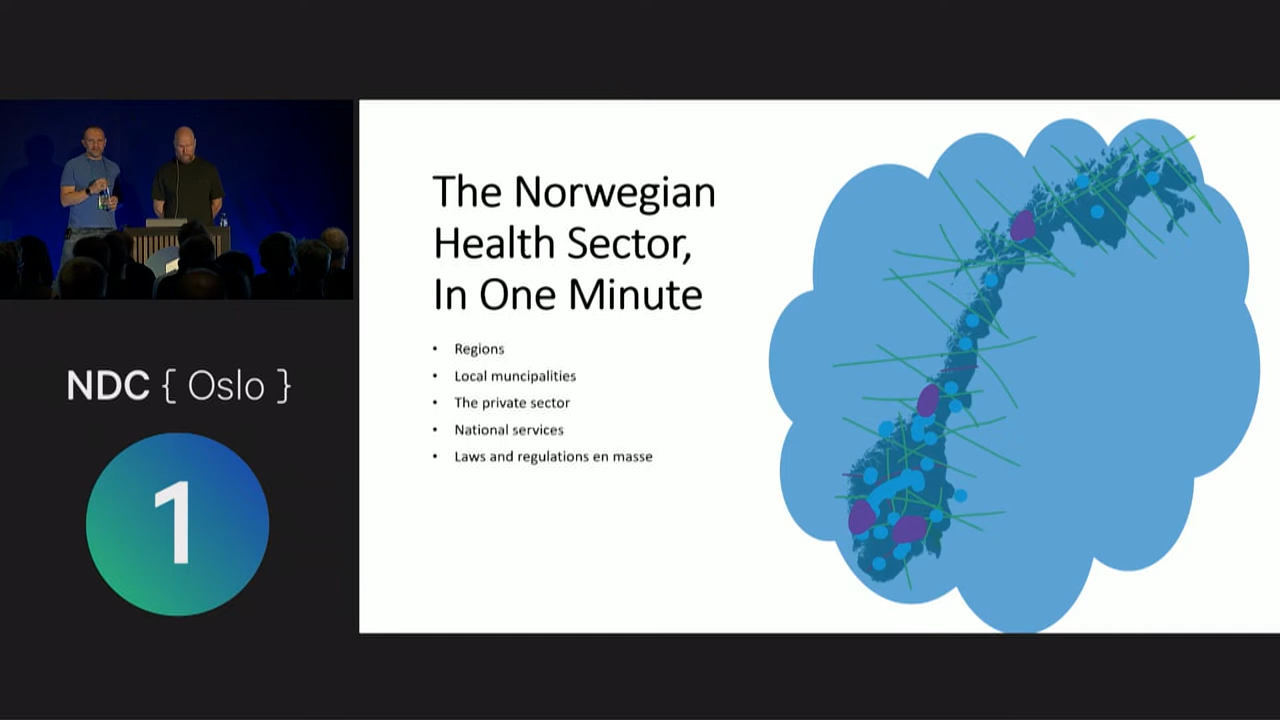 The Norwegian
Health Sector,
In One Minute
• Regions
• Local muncipalities
• The private sector
• National services
• Laws and regulations en masse
NDC { Oslo }
1